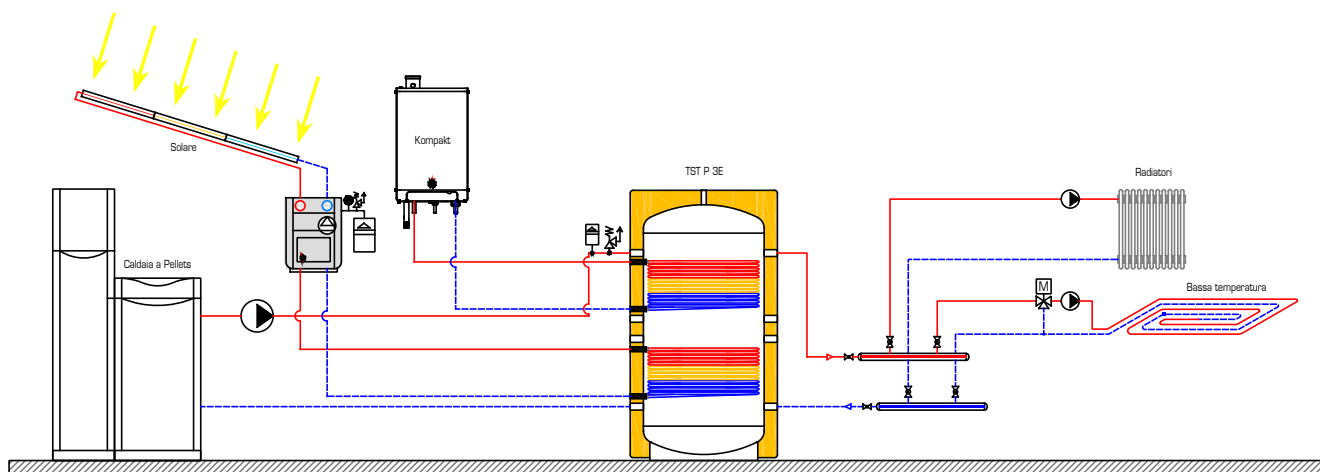 Solare
Kompakt
TST P 3E
Radiatori
Caldaia a Pellets
M
Bassa temperatura